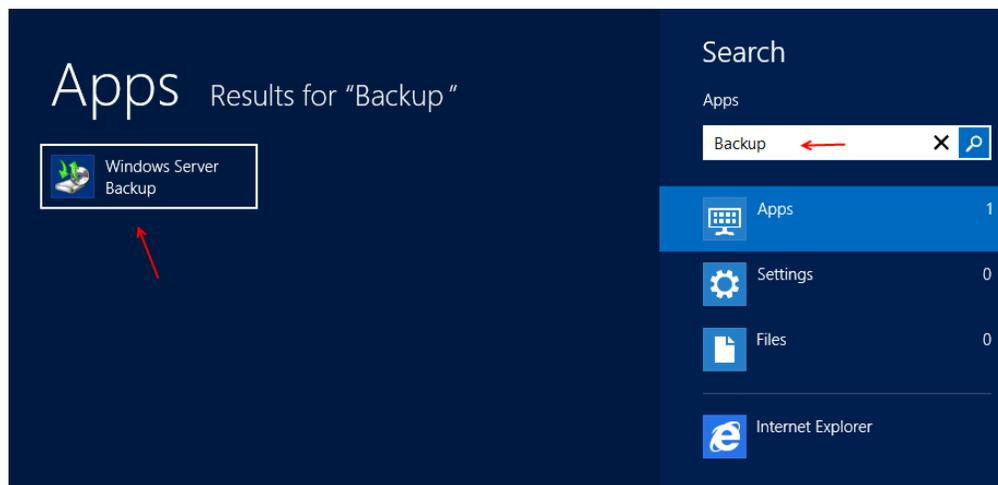 Apps Results for “Backup ”
Windows Server
Backup
Search
Apps
Backup
Apps 1
Settings 0
Files 0
Internet Explorer